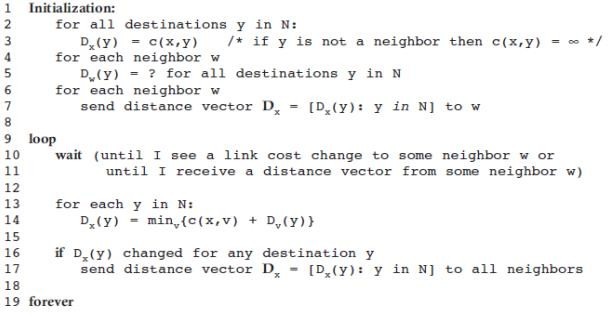 1 Initialization:
2 for all destinations y in N:
3 Dx(y) = c(x,y) /* if y is not a neighbor then c(x,y) = ∞ */
4 for each neighbor w
5 Dw(y) = ? for all destinations y in N
6 for each neighbor w
7 send distance vector Dx = [Dx(y): y in N] to w
8
9 loop
10 wait (until I see a link cost change to some neighbor w or
11 until I receive a distance vector from some neighbor w)
12
13 for each y in N:
14 Dx(y) = minv{c(x,v) + Dv(y)}
15
16 if Dx(y) changed for any destination y
17 send distance vector Dx = [Dx(y): y in N] to all neighbors
18
19 forever